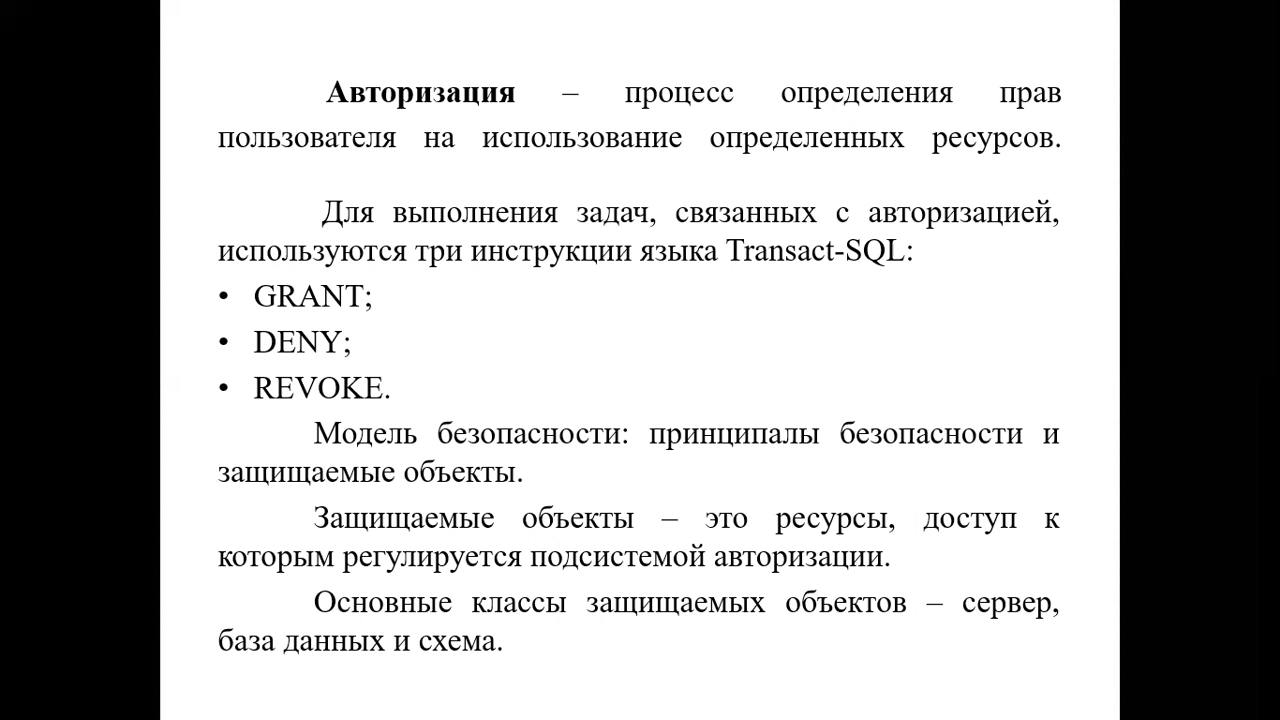 Авторизация – процесс определения прав
пользователя на использование определенных ресурсов.
Для выполнения задач, связанных с авторизацией,
используются три инструкции языка Transact-SQL:
• GRANT;
• DENY;
• REVOKE.
Модель безопасности: принципалы безопасности и
защищаемые объекты.
Защищаемые объекты – это ресурсы, доступ к
которым регулируется подсистемой авторизации.
Основные классы защищаемых объектов – сервер,
база данных и схема.